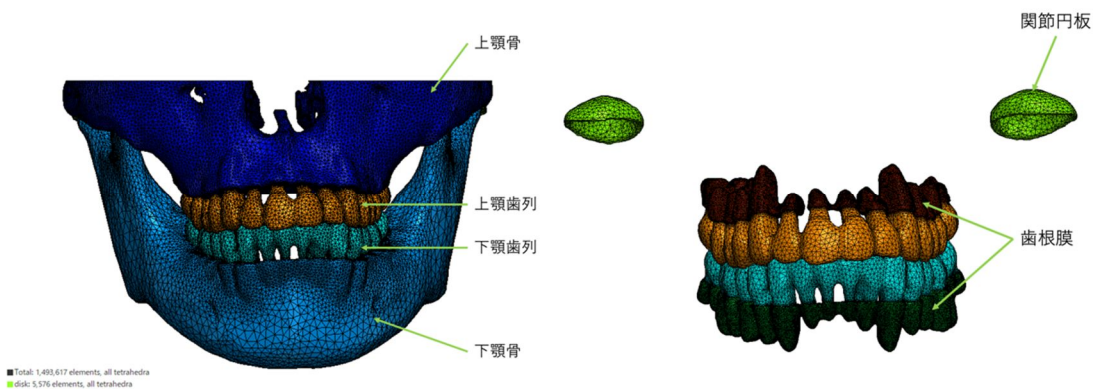 関節円板
上顎骨
上顎歯列
下顎歯列
歯根膜
下顎骨
Total: 1,493,617 elements, all tetrahedra
disk: 5,576 elements, all tetrahedra